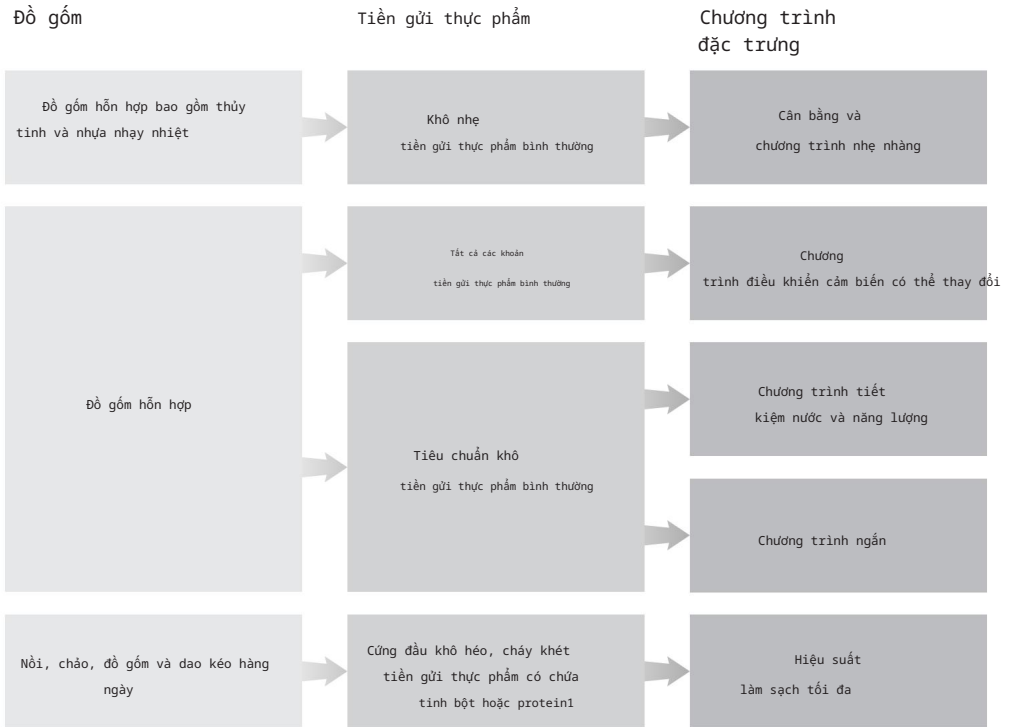 Đồ gốm
Tiền gửi thực phẩm
Chương trình
đặc trưng
Đồ gốm hỗn hợp bao gồm thủy
tinh và nhựa nhạy nhiệt
Khô nhẹ
tiền gửi thực phẩm bình thường
Cân bằng và
chương trình nhẹ nhàng
Đồ gốm hỗn hợp
Tất cả các khoản
tiền gửi thực phẩm bình thường
Chương
trình điều khiển cảm biến có thể thay đổi
Tiêu chuẩn khô
tiền gửi thực phẩm bình thường
Chương trình tiết
kiệm nước và năng lượng
Chương trình ngắn
Nồi, chảo, đồ gốm và dao kéo hàng
ngày
Cứng đầu khô héo, cháy khét
tiền gửi thực phẩm có chứa
tinh bột hoặc protein1
Hiệu suất
làm sạch tối đa